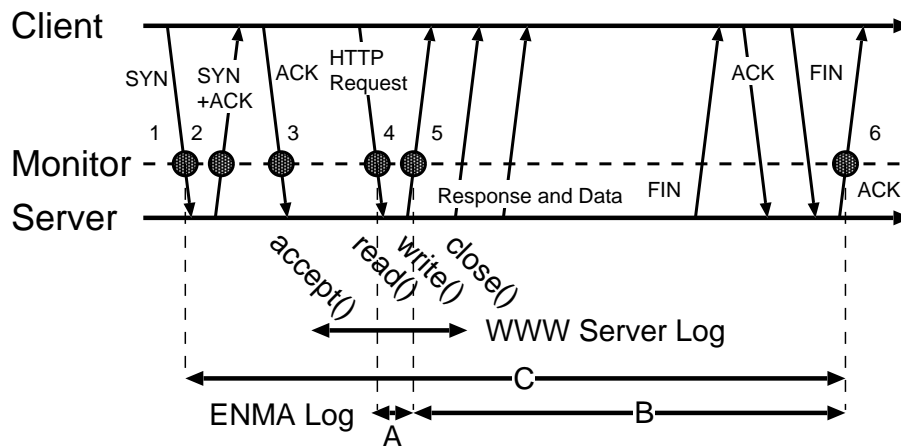 Client
SYN
SYN
+ACK
ACK
HTTP
Request
ACK
FIN
1
2
3
4
5
6
Monitor
Response and Data
FIN
ACK
Server
accept()
read()
write()
close()
WWW Server Log
C
ENMA Log
A
B